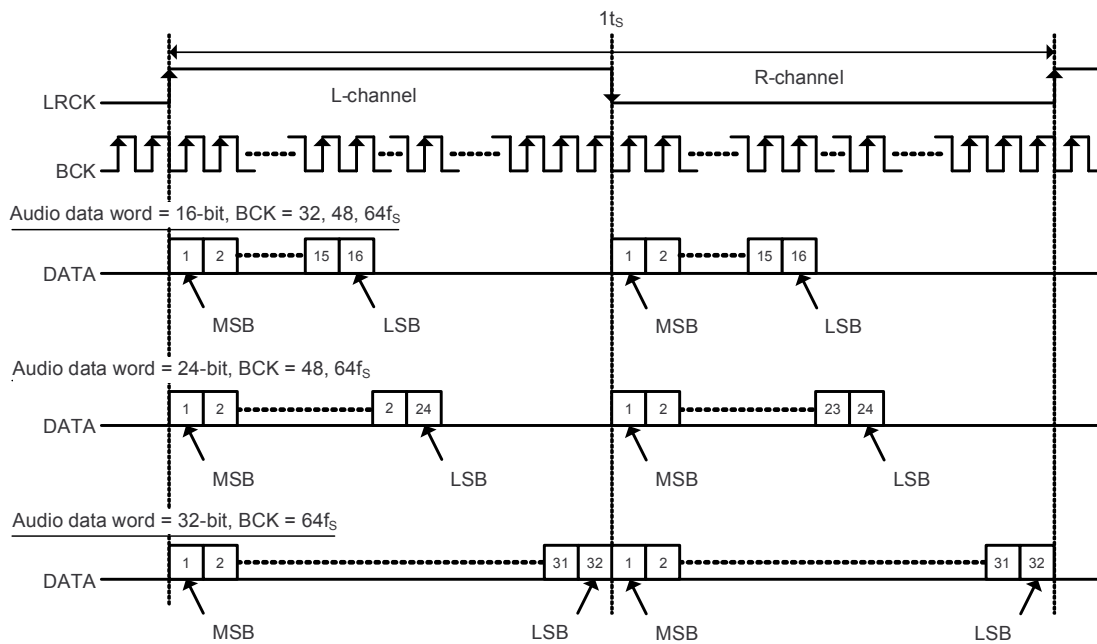 1tS
LRCK L-channel R-channel
BCK
Audio data word = 16-bit, BCK = 32, 48, 64fS
DATA 1 2 15 16 1 2 15 16
MSB LSB MSB LSB
Audio data word = 24-bit, BCK = 48, 64fS
DATA 1 2 2 24 1 2 23 24
MSB LSB MSB LSB
Audio data word = 32-bit, BCK = 64fS
DATA 1 2 31 32 1 2 31 32
MSB LSB MSB LSB